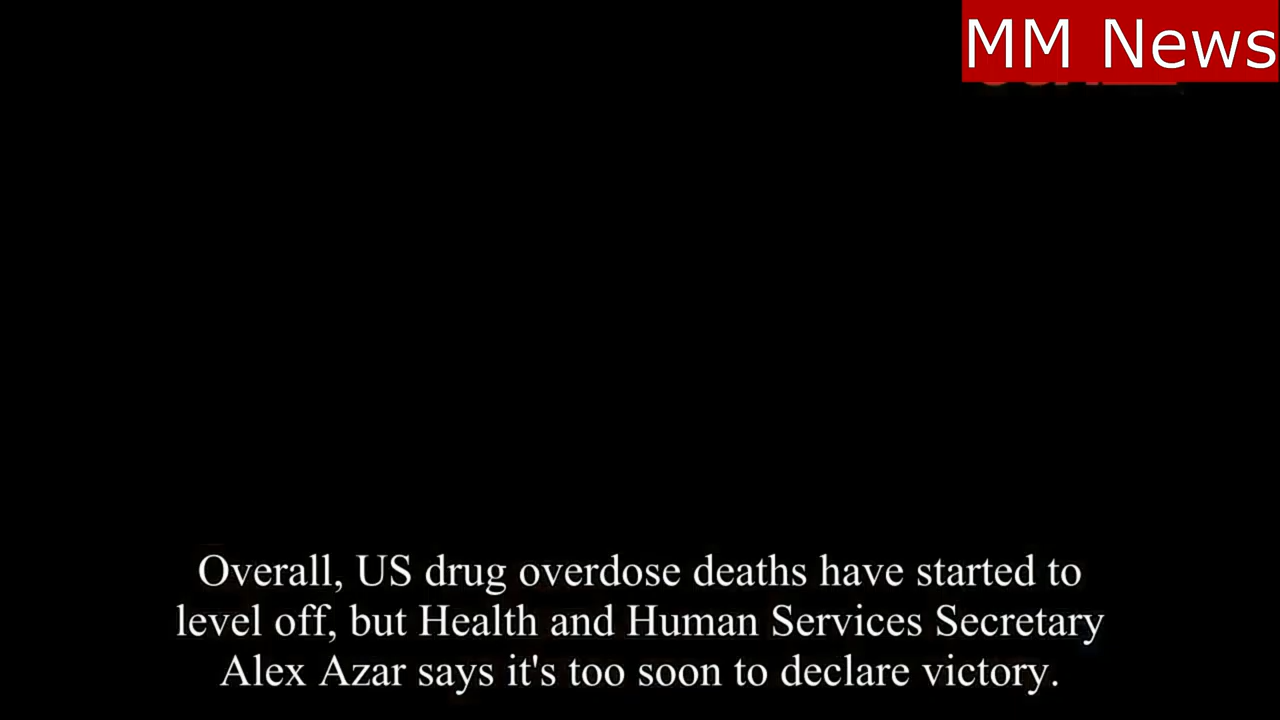 MM News
Overall, US drug overdose deaths have started to
level off, but Health and Human Services Secretary
Alex Azar says it's too soon to declare victory.